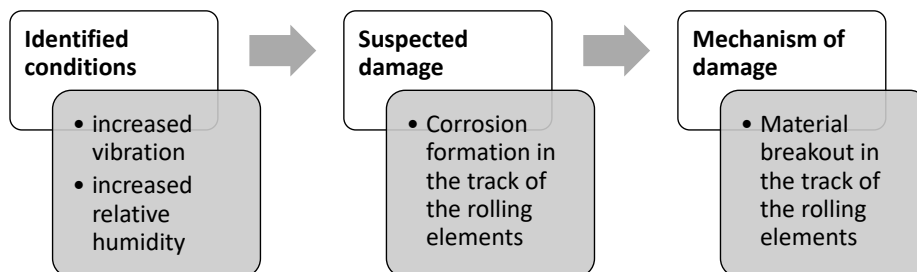 Identified
conditions
• increased
vibration
• increased
relative
humidity
Suspected
damage
• Corrosion
formation in
the track of
the rolling
elements
Mechanism of
damage
• Material
breakout in
the track of
the rolling
elements